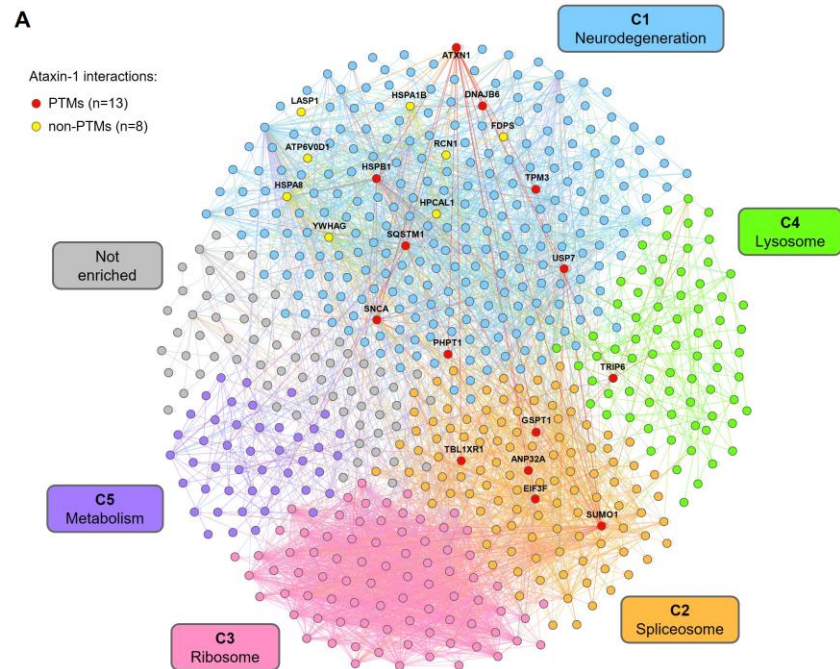 A
C1
Neurodegeneration
Ataxin-1 interactions:
PTMs (n=13)
non-PTMs (n=8)
ATXN1
DNAJB6
HSPA1B
LASP1
FDPS
RCN1
ATP6V0D1
HSPB1
TPM3
HSPA8
HPCAL1
YWHAG
SQSTM1
C4
Lysosome
Not
enriched
USP7
SNCA
PHPT1
TRIP6
GSPT1
TBL1XR1
ANP32A
EIF3F
C5
Metabolism
SUMO1
C3
Ribosome
C2
Spliceosome